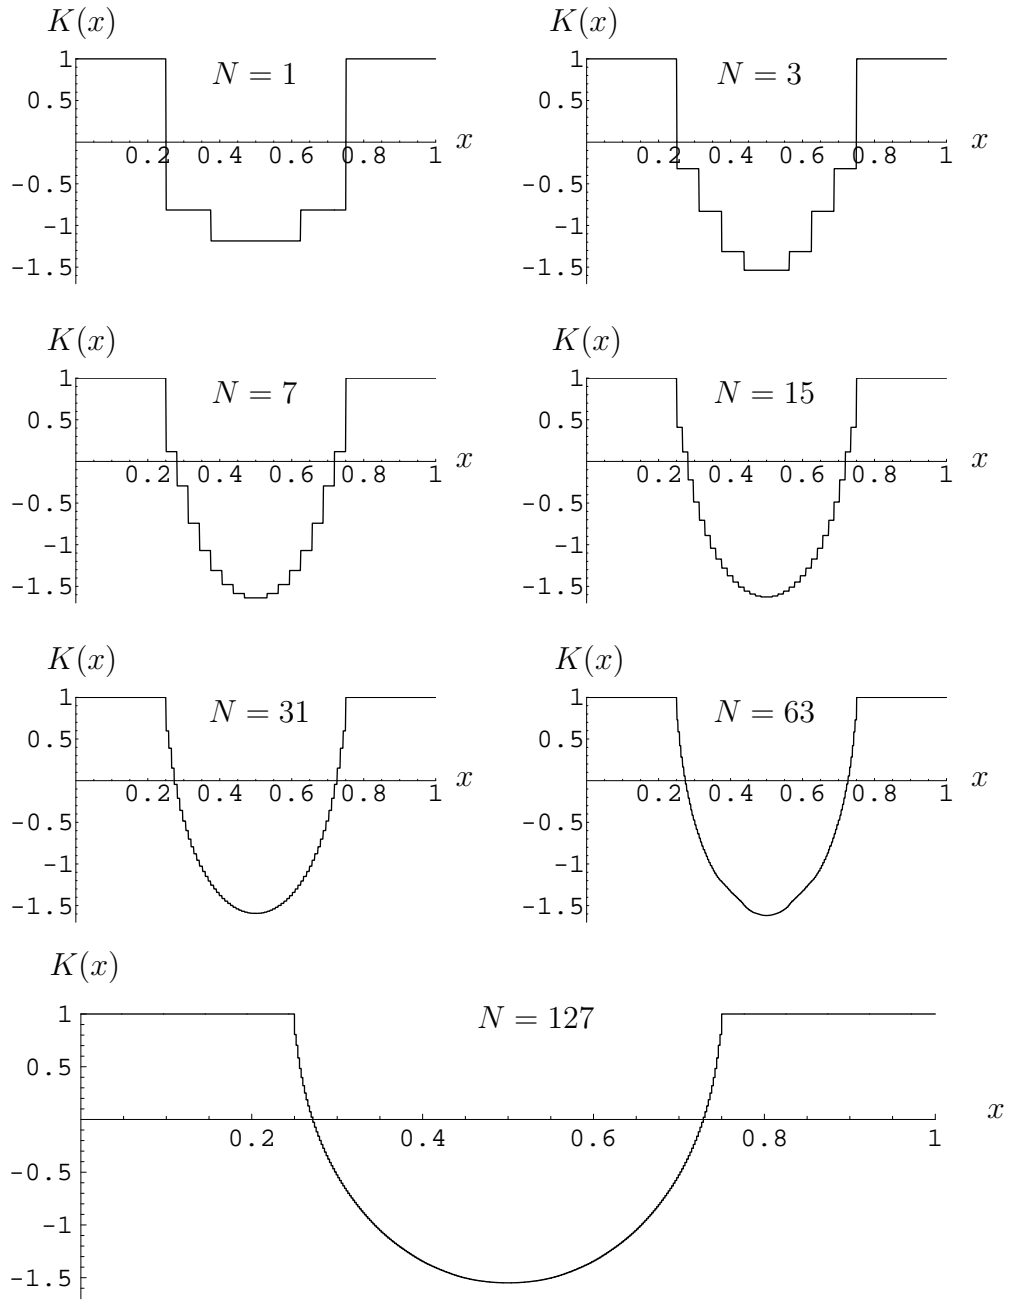 K(x) K(x)
1 N = 1 1 N = 3
0.5 0.5
x x
0.2 0.4 0.6 0.8 1 0.2 0.4 0.6 0.8 1
-0.5 -0.5
-1 -1
-1.5 -1.5
K(x) K(x)
1 N = 7 1 N = 15
0.5 0.5
x x
0.2 0.4 0.6 0.8 1 0.2 0.4 0.6 0.8 1
-0.5 -0.5
-1 -1
-1.5 -1.5
K(x) K(x)
1 N = 31 1 N = 63
0.5 0.5
x x
0.2 0.4 0.6 0.8 1 0.2 0.4 0.6 0.8 1
-0.5 -0.5
-1 -1
-1.5 -1.5
K(x)
1 N = 127
0.5
x
0.2 0.4 0.6 0.8 1
-0.5
-1
-1.5